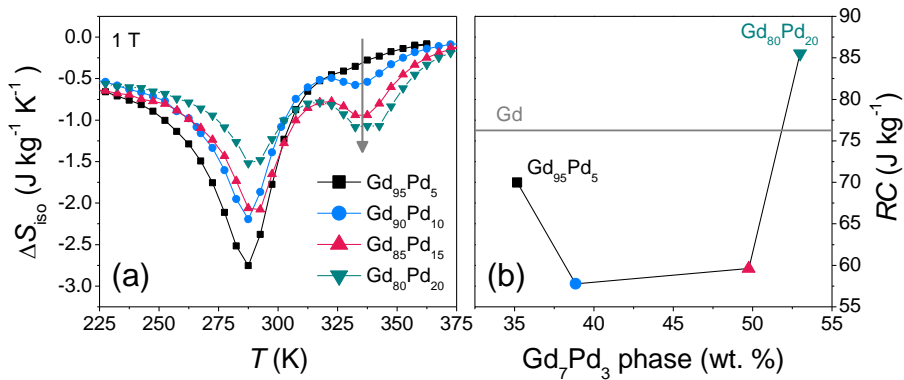 1 T
0.0
-0.5
-1.0
-1.5
-2.0
-2.5
-3.0
ΔS_iso (J kg⁻¹ K⁻¹)
Gd₉₅Pd₅
Gd₉₀Pd₁₀
Gd₈₅Pd₁₅
Gd₈₀Pd₂₀
(a)
225 250 275 300 325 350 375
T (K)
Gd₈₀Pd₂₀
Gd
Gd₉₅Pd₅
(b)
90
85
80
75
70
65
60
55
RC (J kg⁻¹)
35 40 45 50 55
Gd₇Pd₃ phase (wt. %)